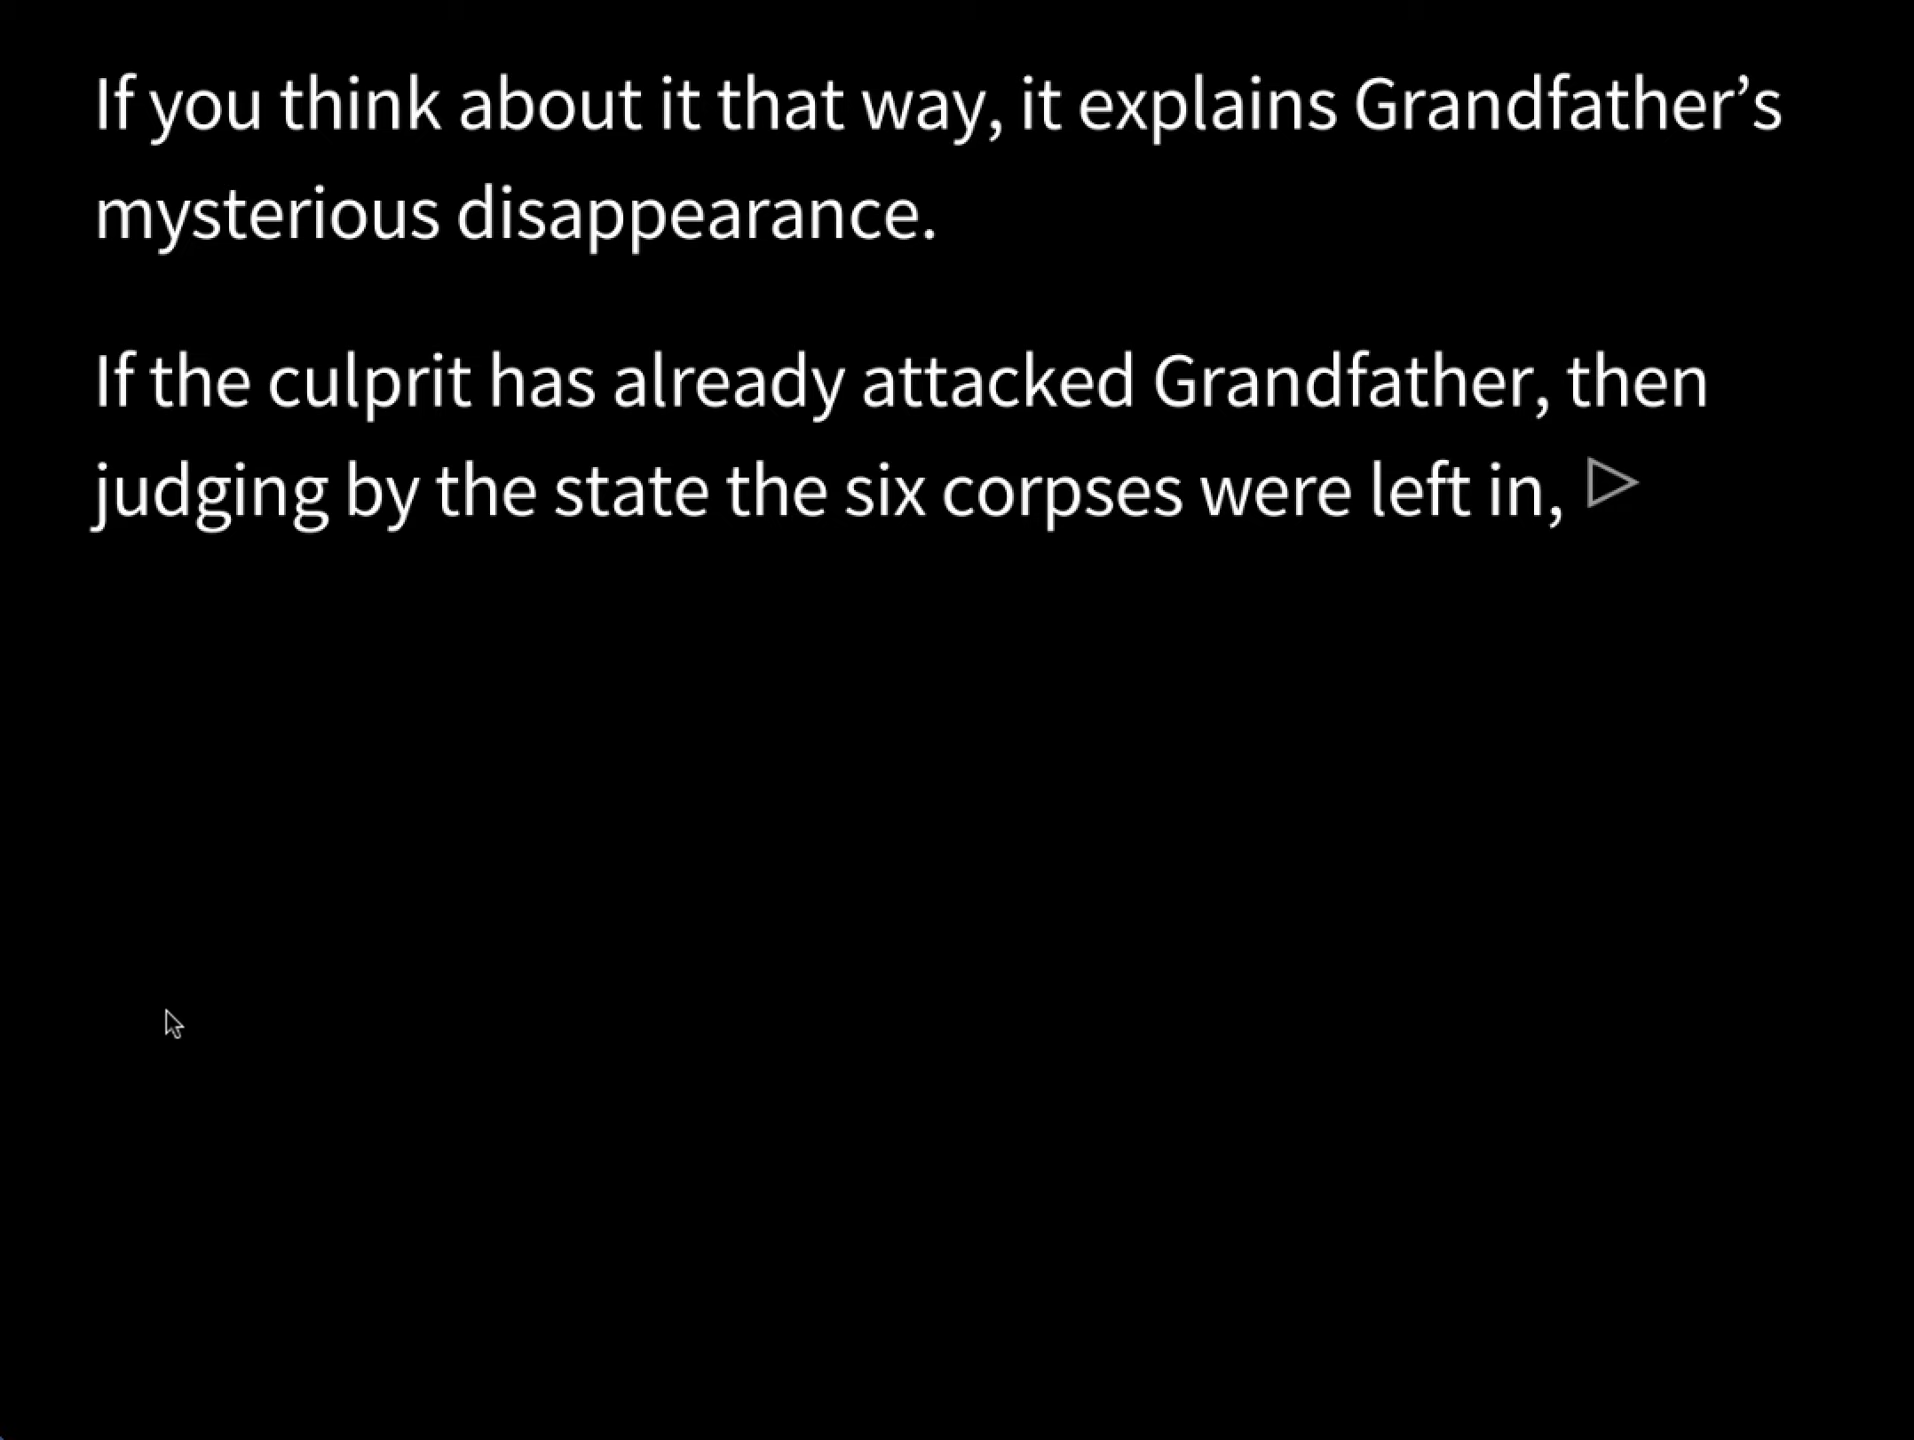 If you think about it that way, it explains Grandfather’s
mysterious disappearance.
If the culprit has already attacked Grandfather, then
judging by the state the six corpses were left in,